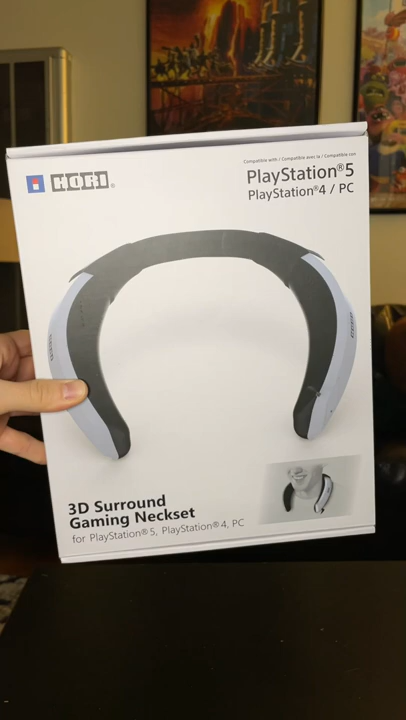 Compatible with / Compatible avec la / Compatible con
HORI®
PlayStation®5
PlayStation®4 / PC
3D Surround
Gaming Neckset
for PlayStation® 5, PlayStation® 4, PC